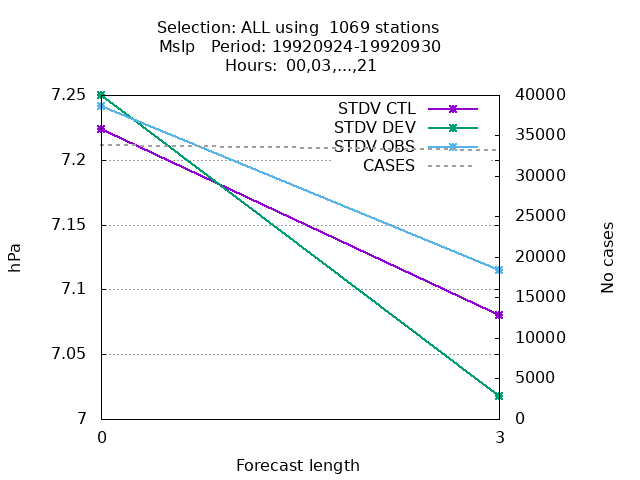 Selection: ALL using  1069 stations
Mslp   Period: 19920924-19920930
Hours: 00,03,...,21
7.25
7.2
7.15
7.1
7.05
7
40000
35000
30000
25000
20000
15000
10000
5000
0
STDV CTL
STDV DEV
STDV OBS
CASES
hPa
No cases
0
3
Forecast length